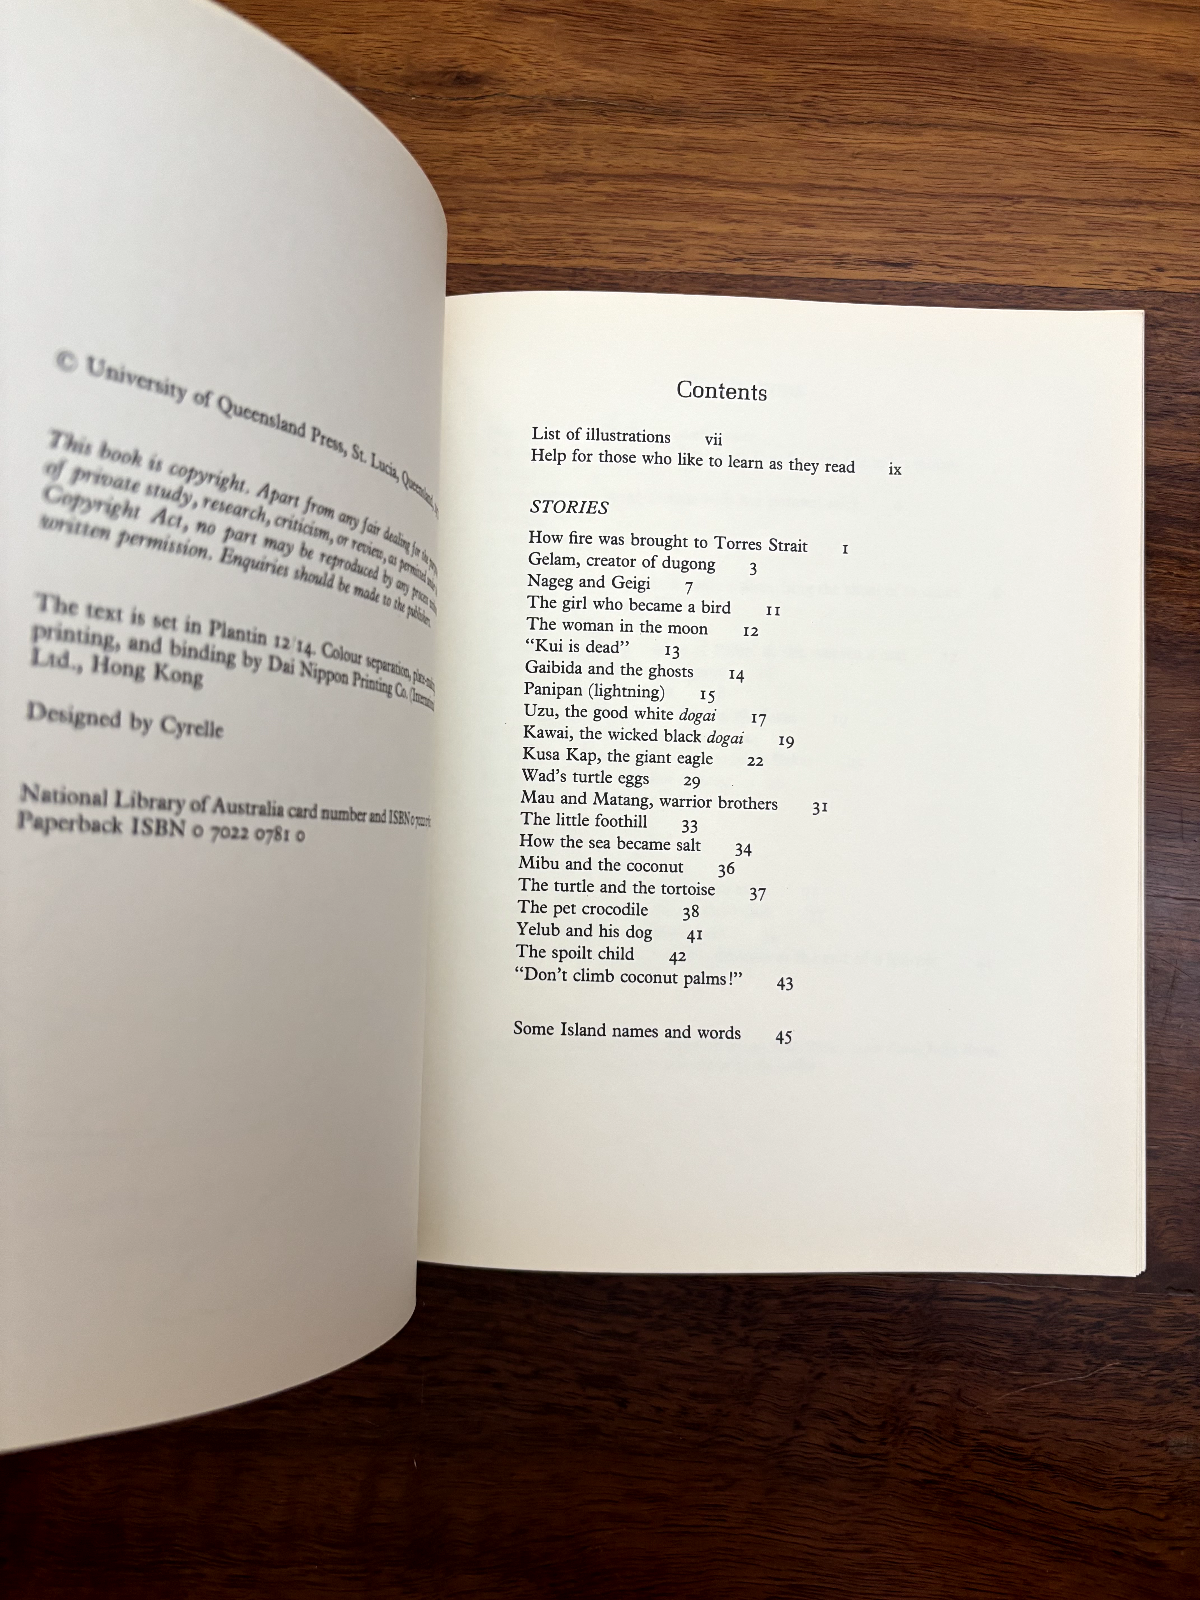 © University of Queensland Press, St. Lucia, Queensland,
This book is copyright. Apart from any fair dealing for the
of private study, research, criticism, or review, as permitted
Copyright Act, no part may be reproduced by any process
written permission. Enquiries should be made to the publisher.
The text is set in Plantin 12/14. Colour separation,
printing, and binding by Dai Nippon Printing Co.
Ltd., Hong Kong
Designed by Cyrelle
National Library of Australia card number and ISBN
Paperback ISBN 0 7022 0781 0
Contents
List of illustrations vii
Help for those who like to learn as they read ix
STORIES
How fire was brought to Torres Strait 1
Gelam, creator of dugong 3
Nageg and Geigi 7
The girl who became a bird 11
The woman in the moon 12
“Kui is dead” 13
Gaibida and the ghosts 14
Panipan (lightning) 15
Uzu, the good white dogai 17
Kawai, the wicked black dogai 19
Kusa Kap, the giant eagle 22
Wad’s turtle eggs 29
Mau and Matang, warrior brothers 31
The little foothill 33
How the sea became salt 34
Mibu and the coconut 36
The turtle and the tortoise 37
The pet crocodile 38
Yelub and his dog 41
The spoilt child 42
“Don’t climb coconut palms!” 43
Some Island names and words 45